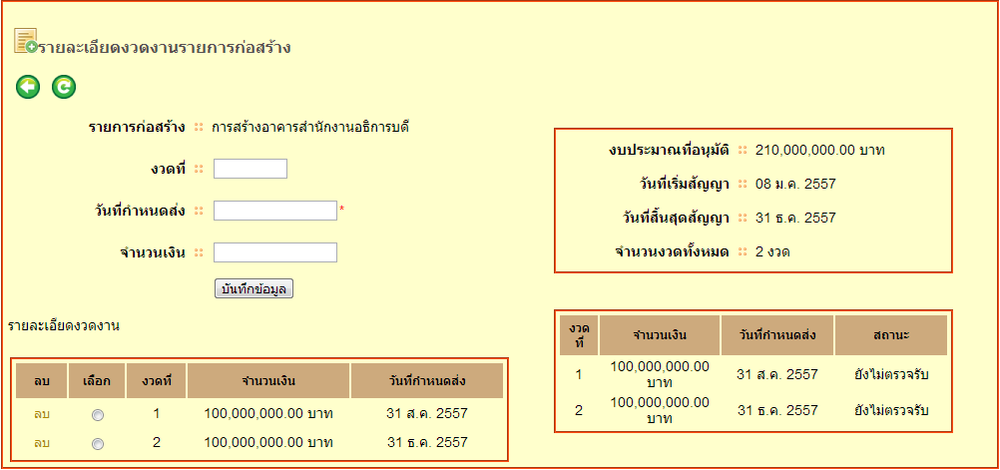 รายละเอียดงวดงานรายการก่อสร้าง
รายการก่อสร้าง :: การสร้างอาคารสำนักงานอธิการบดี
งวดที่ ::
วันที่กำหนดส่ง :: *
จำนวนเงิน ::
บันทึกข้อมูล
งบประมาณที่อนุมัติ :: 210,000,000.00 บาท
วันที่เริ่มสัญญา :: 08 ม.ค. 2557
วันที่สิ้นสุดสัญญา :: 31 ธ.ค. 2557
จำนวนงวดทั้งหมด :: 2 งวด
รายละเอียดงวดงาน
ลบ เลือก งวดที่ จำนวนเงิน วันที่กำหนดส่ง
ลบ 1 100,000,000.00 บาท 31 ส.ค. 2557
ลบ 2 100,000,000.00 บาท 31 ธ.ค. 2557
งวด
ที่ จำนวนเงิน วันที่กำหนดส่ง สถานะ
1 100,000,000.00
บาท 31 ส.ค. 2557 ยังไม่ตรวจรับ
2 100,000,000.00
บาท 31 ธ.ค. 2557 ยังไม่ตรวจรับ